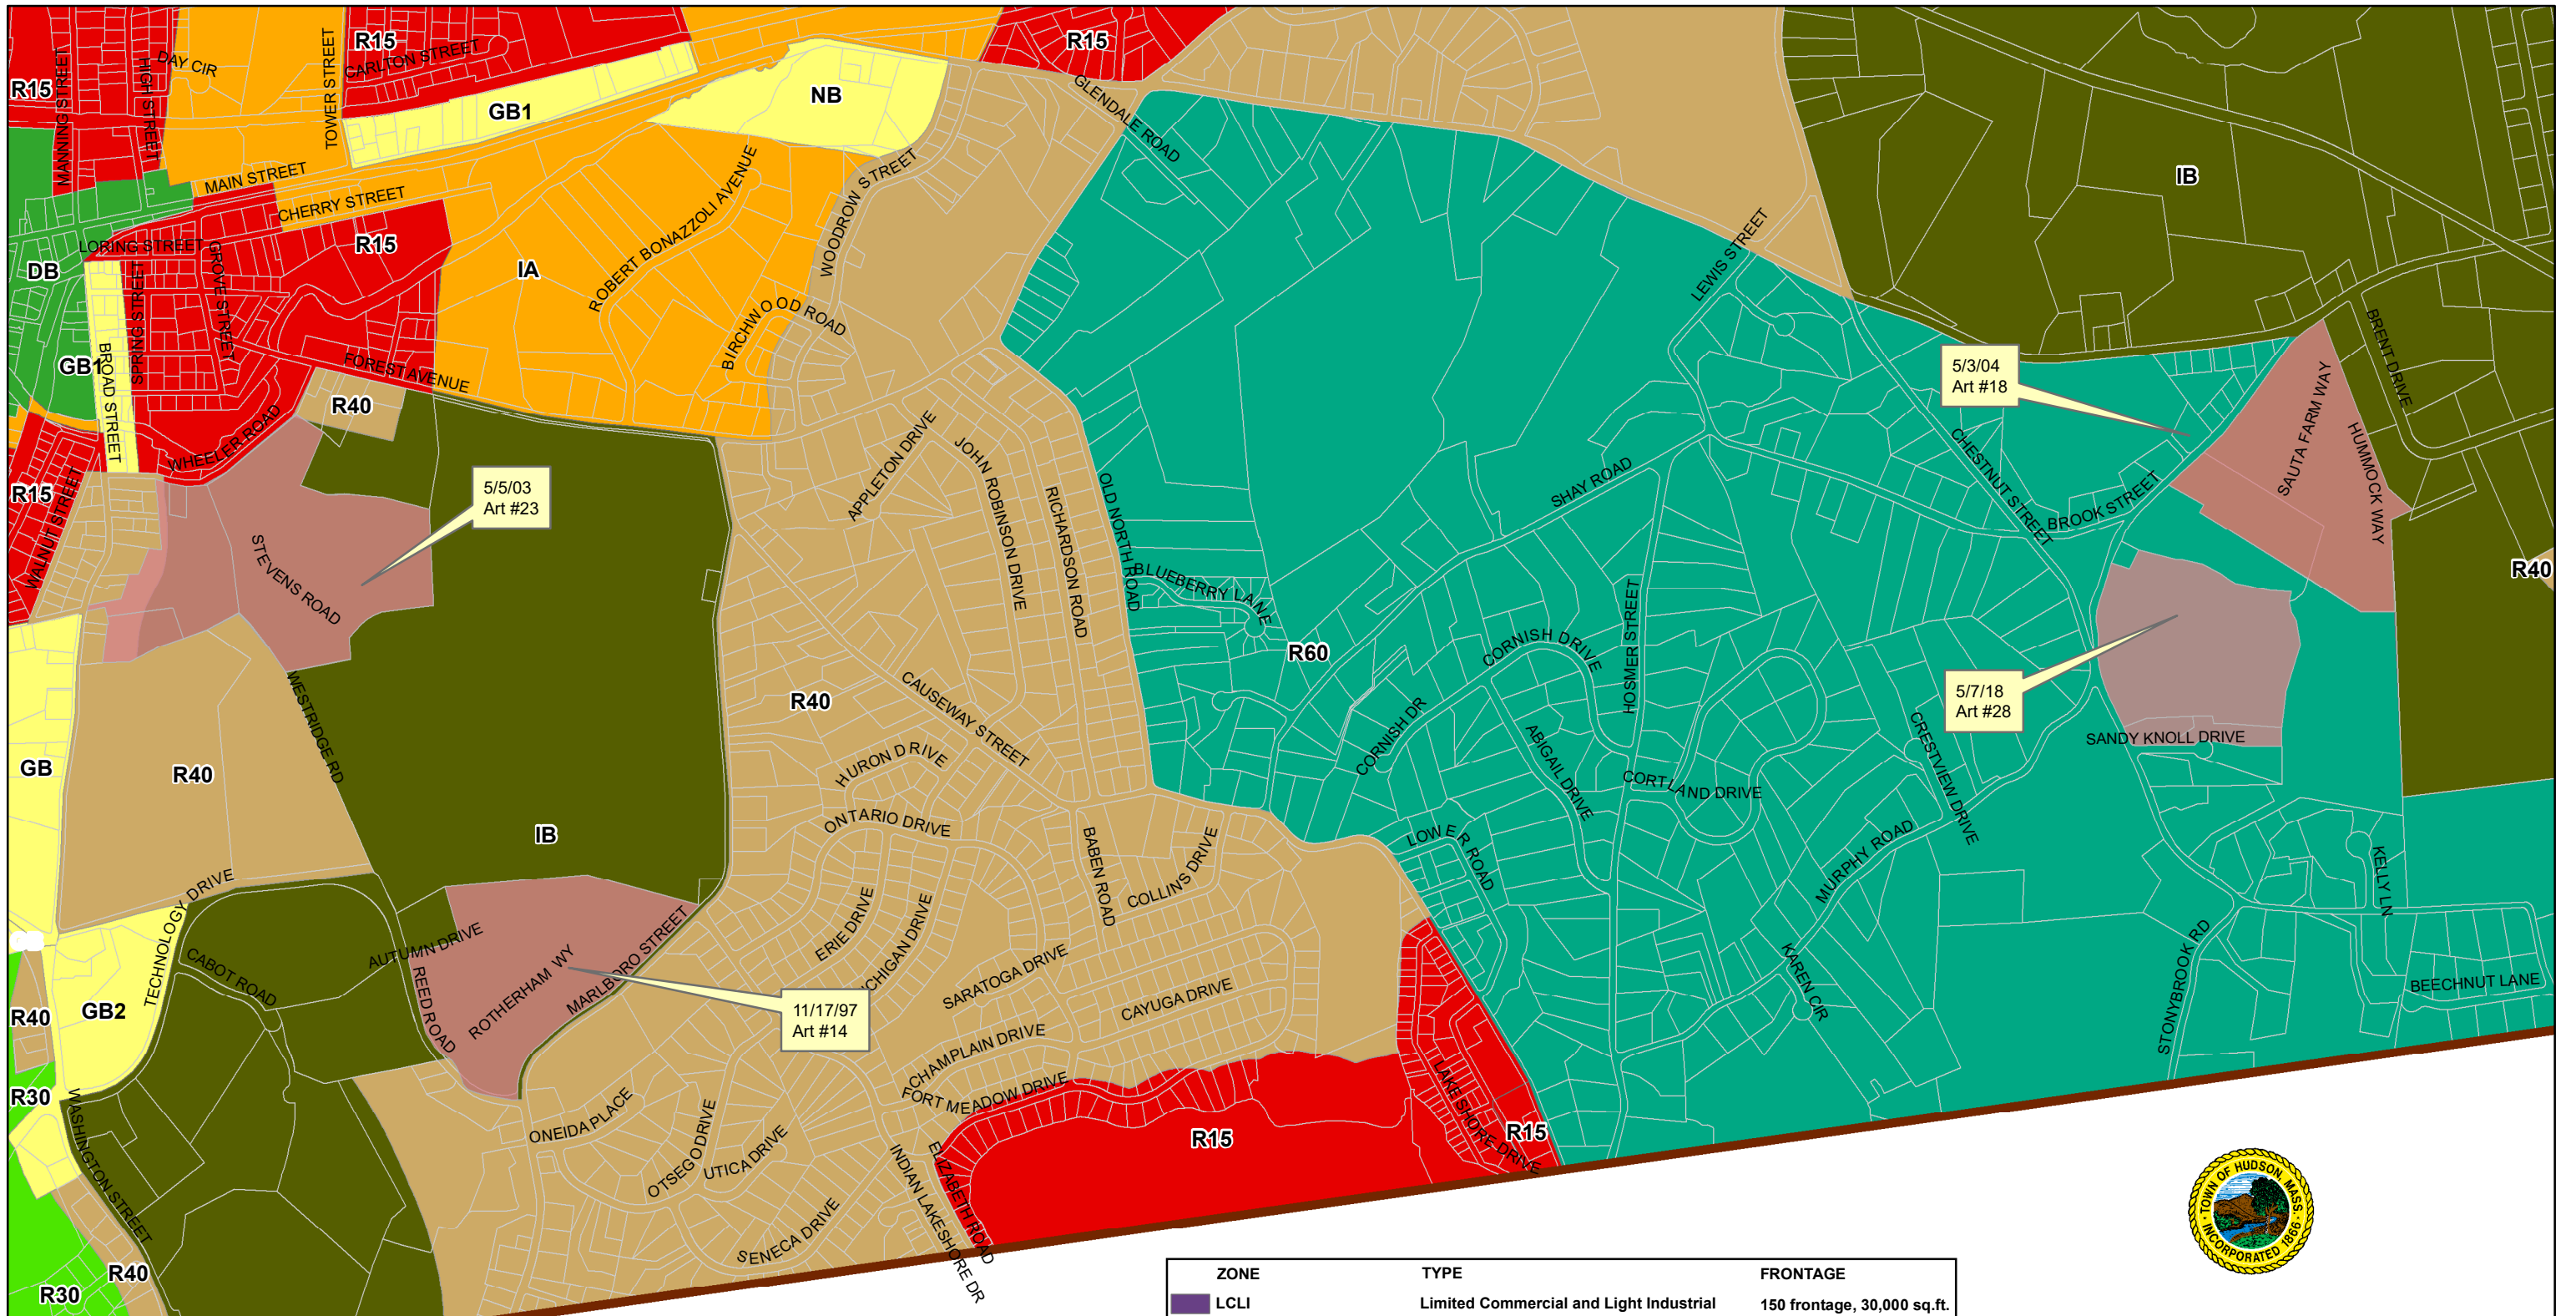 R15
CARLTON STREET
R15
DAY CIR
R15
MANNING STREET
HIGH STREET
TOWER STREET
GB1
NB
GLENDALE ROAD
IB
MAIN STREET
CHERRY STREET
WOODROW STREET
ROBERT BONAZZOLI AVENUE
LORING STREET
R15
GROVE STREET
DB
IA
LEWIS STREET
SPRING STREET
BIRCHWOOD ROAD
GB1
BROAD STREET
FOREST AVENUE
R40
BRENT DRIVE
5/3/04
Art #18
SAUTA FARM WAY
HUMMOCK WAY
WHEELER ROAD
APPLETON DRIVE
JOHN ROBINSON DRIVE
RICHARDSON ROAD
OLD NORTH ROAD
SHAY ROAD
CHESTNUT STREET
BROOK STREET
R15
WALNUT STREET
5/5/03
Art #23
STEVENS ROAD
BLUEBERRY LANE
R40
R60
CORNISH DRIVE
HOSMER STREET
5/7/18
Art #28
R40
CAUSEWAY STREET
WESTRIDGE RD
CORNISH DR
ABIGAIL DRIVE
CRESTVIEW DRIVE
SANDY KNOLL DRIVE
GB
R40
HURON DRIVE
CORTLAND DRIVE
IB
ONTARIO DRIVE
BABEN ROAD
COLLINS DRIVE
LOWER ROAD
MURPHY ROAD
KELLY LN
TECHNOLOGY DRIVE
AUTUMN DRIVE
CABOT ROAD
REED ROAD
ROTHERHAM WY
MARLBORO STREET
ERIE DRIVE
ICHIGAN DRIVE
SARATOGA DRIVE
CAYUGA DRIVE
KAREN CIR
STONYBROOK RD
BEECHNUT LANE
R40
GB2
11/17/97
Art #14
CHAMPLAIN DRIVE
FORT MEADOW DRIVE
LAKESHORE DRIVE
R30
WASHINGTON STREET
ONEIDA PLACE
OTSEGO DRIVE
UTICA DRIVE
INDIAN LAKESHORE DR
ELIZABETH ROAD
R15
R15
SENECA DRIVE
R40
R30
TOWN OF HUDSON, MASS.
INCORPORATED 1866
ZONE TYPE FRONTAGE
LCLI Limited Commercial and Light Industrial 150 frontage, 30,000 sq.ft.